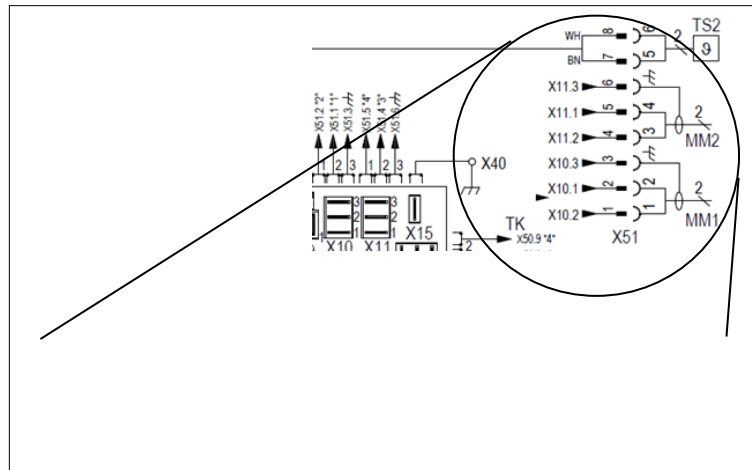 TS2
WH 8 6 2 ϑ
BN 7 5
X11.3 6
X11.1 5 4 2
X11.2 4 3 MM2
X10.3 3
X10.1 2 2 2
X10.2 1 1 MM1
X51
X51.2 "2"
X51.1 "1"
X51.3
X51.5 "4"
X51.4 "3"
X51.6
1 2 3 1 2 3
X40
3 3
2 2
1 1 1
X10 X11 X15
2
TK
X50.9 "4"